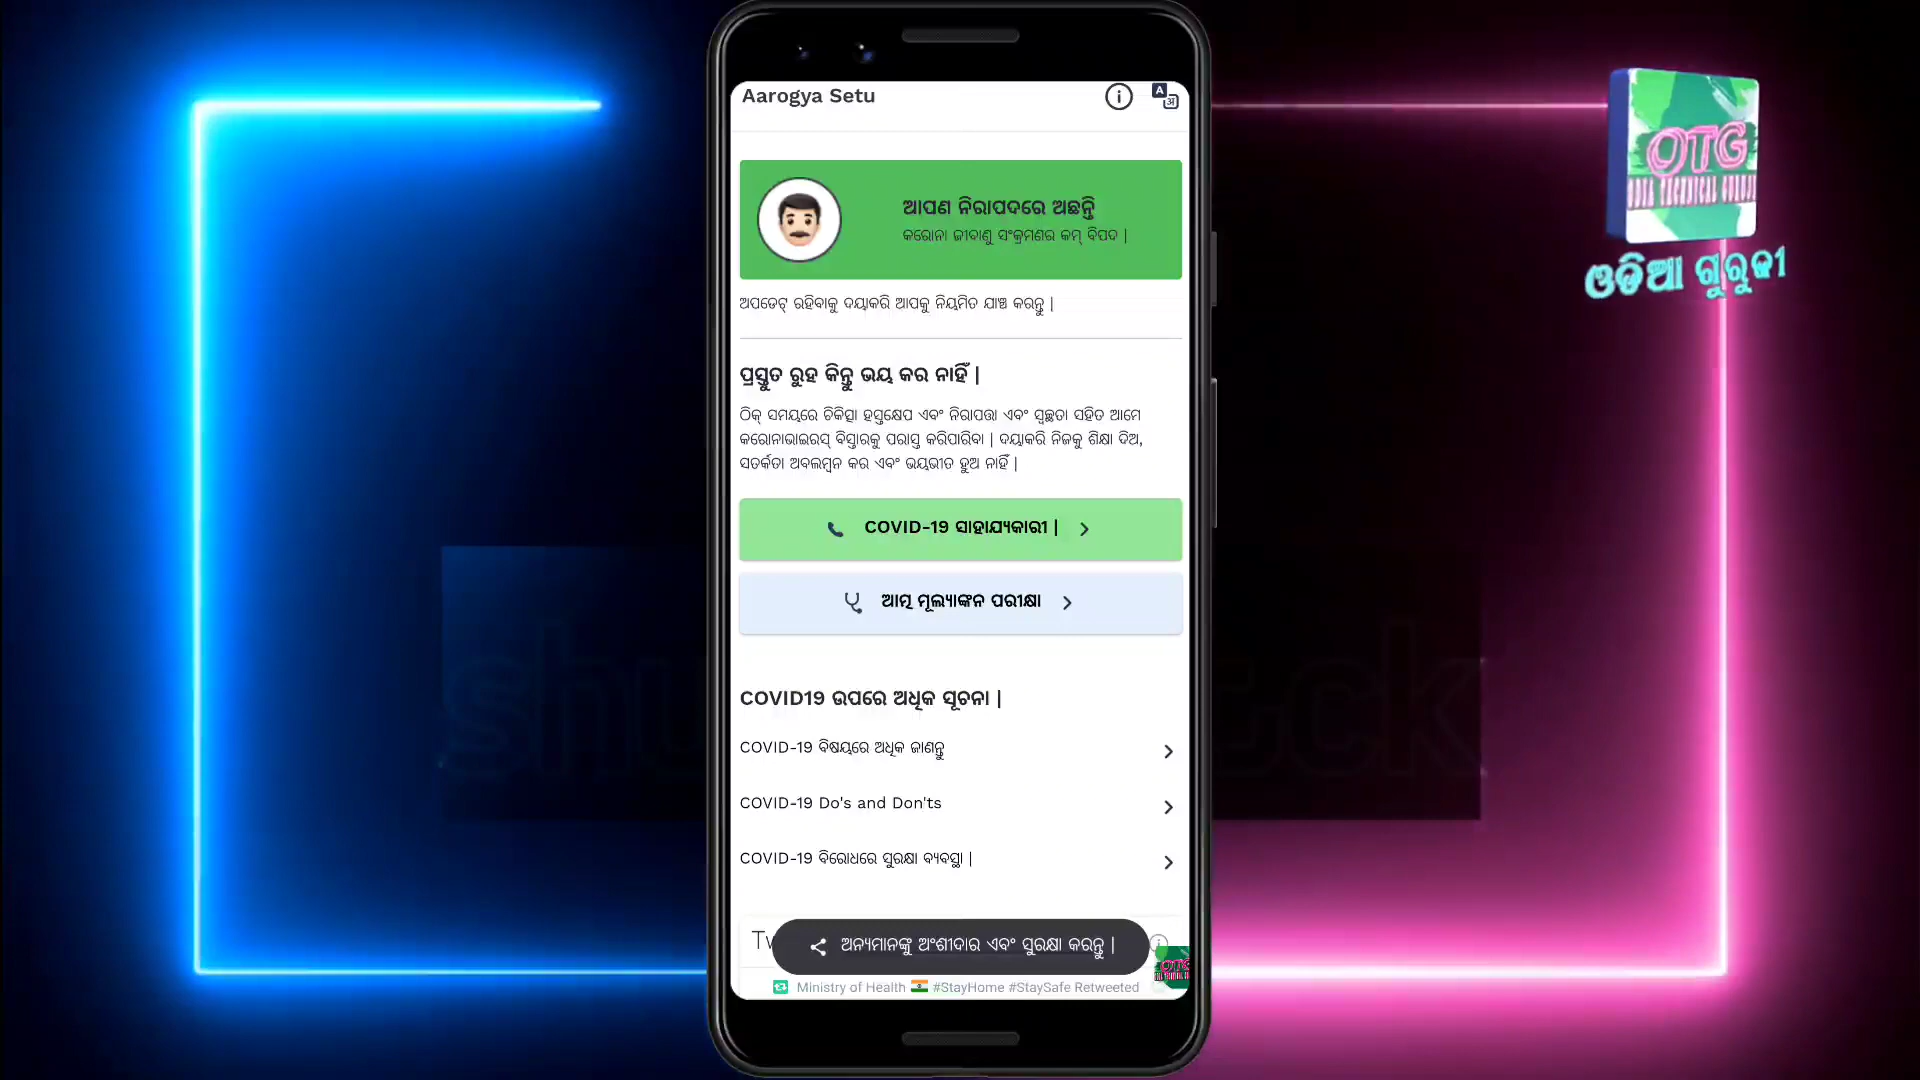 Aarogya Setu
ଆପଣ ନିରାପଦରେ ଅଛନ୍ତି
କରୋନା ଜୀବାଣୁ ସଂକ୍ରମଣର କମ୍ ବିପଦ |
ଅପଡେଟ୍ ରହିବାକୁ ଦୟାକରି ଆପକୁ ନିୟମିତ ଯାଞ୍ଚ କରନ୍ତୁ |
ପ୍ରସ୍ତୁତ ରୁହ କିନ୍ତୁ ଭୟ କର ନାହିଁ |
ଠିକ୍ ସମୟରେ ଚିକିତ୍ସା ହସ୍ତକ୍ଷେପ ଏବଂ ନିରାପତ୍ତା ଏବଂ ସ୍ୱଚ୍ଛତା ସହିତ ଆମେ
କରୋନାଭାଇରସ୍ ବିସ୍ତାରକୁ ପରାସ୍ତ କରିପାରିବା | ଦୟାକରି ନିଜକୁ ଶିକ୍ଷା ଦିଅ,
ସତର୍କତା ଅବଲମ୍ବନ କର ଏବଂ ଭୟଭୀତ ହୁଅ ନାହିଁ |
COVID-19 ସାହାଯ୍ୟକାରୀ |
ଆତ୍ମ ମୂଲ୍ୟାଙ୍କନ ପରୀକ୍ଷା
COVID19 ଉପରେ ଅଧିକ ସୂଚନା |
COVID-19 ବିଷୟରେ ଅଧିକ ଜାଣନ୍ତୁ
COVID-19 Do's and Don'ts
COVID-19 ବିରୋଧରେ ସୁରକ୍ଷା ବ୍ୟବସ୍ଥା |
ଅନ୍ୟମାନଙ୍କୁ ଅଂଶୀଦାର ଏବଂ ସୁରକ୍ଷା କରନ୍ତୁ |
Ministry of Health #StayHome #StaySafe Retweeted
OTG
ODIA TECHNICAL GURUJI
ଓଡିଆ ଗୁରୁଜୀ